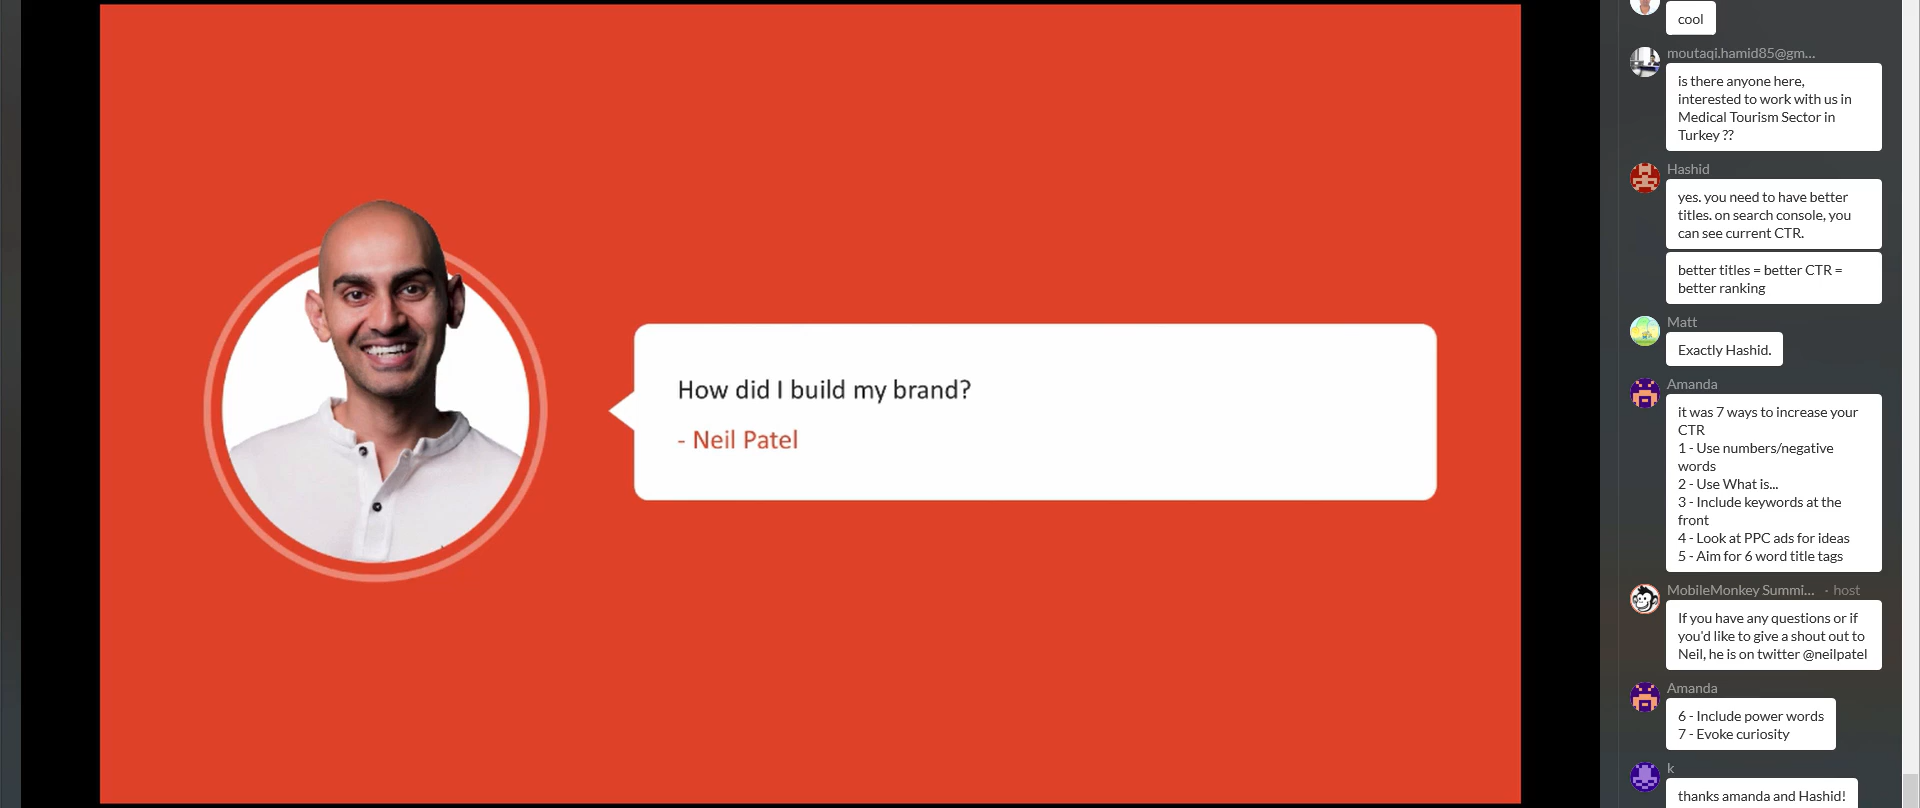 How did I build my brand?
- Neil Patel
cool
moutaqi.hamid85@gm...
is there anyone here,
interested to work with us in
Medical Tourism Sector in
Turkey ??
Hashid
yes. you need to have better
titles. on search console, you
can see current CTR.
better titles = better CTR =
better ranking
Matt
Exactly Hashid.
Amanda
it was 7 ways to increase your
CTR
1 - Use numbers/negative
words
2 - Use What is...
3 - Include keywords at the
front
4 - Look at PPC ads for ideas
5 - Aim for 6 word title tags
MobileMonkey Summi... · host
If you have any questions or if
you'd like to give a shout out to
Neil, he is on twitter @neilpatel
Amanda
6 - Include power words
7 - Evoke curiosity
k
thanks amanda and Hashid!